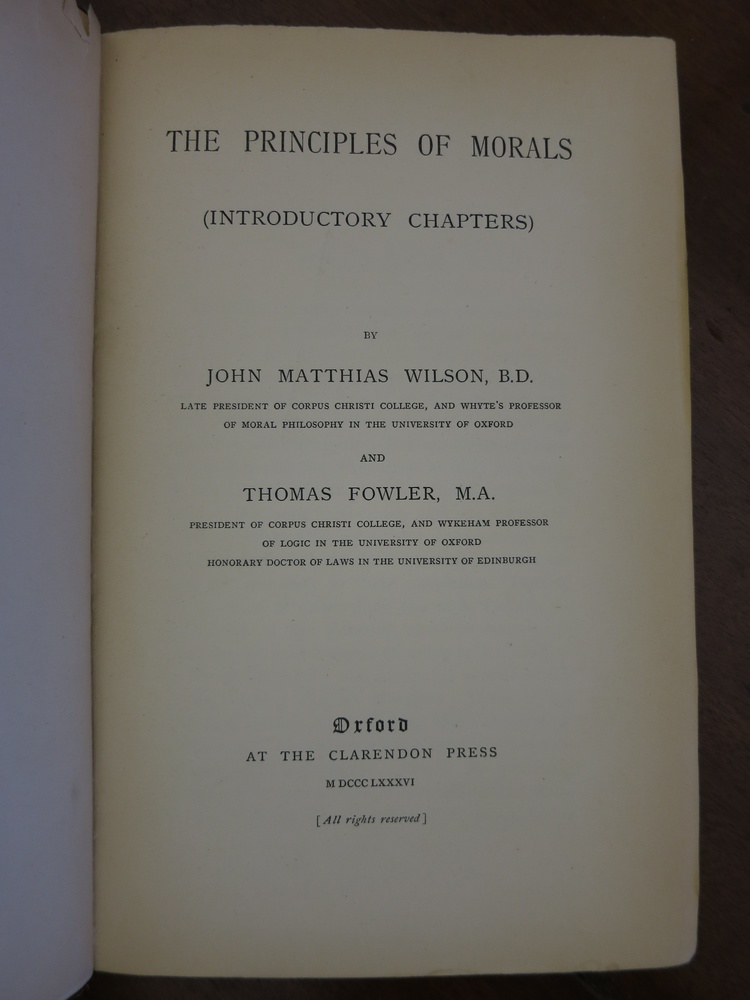 THE PRINCIPLES OF MORALS
(INTRODUCTORY CHAPTERS)
BY
JOHN MATTHIAS WILSON, B.D.
LATE PRESIDENT OF CORPUS CHRISTI COLLEGE, AND WHYTE'S PROFESSOR
OF MORAL PHILOSOPHY IN THE UNIVERSITY OF OXFORD
AND
THOMAS FOWLER, M.A.
PRESIDENT OF CORPUS CHRISTI COLLEGE, AND WYKEHAM PROFESSOR
OF LOGIC IN THE UNIVERSITY OF OXFORD
HONORARY DOCTOR OF LAWS IN THE UNIVERSITY OF EDINBURGH
Oxford
AT THE CLARENDON PRESS
M DCCC LXXXVI
[All rights reserved]